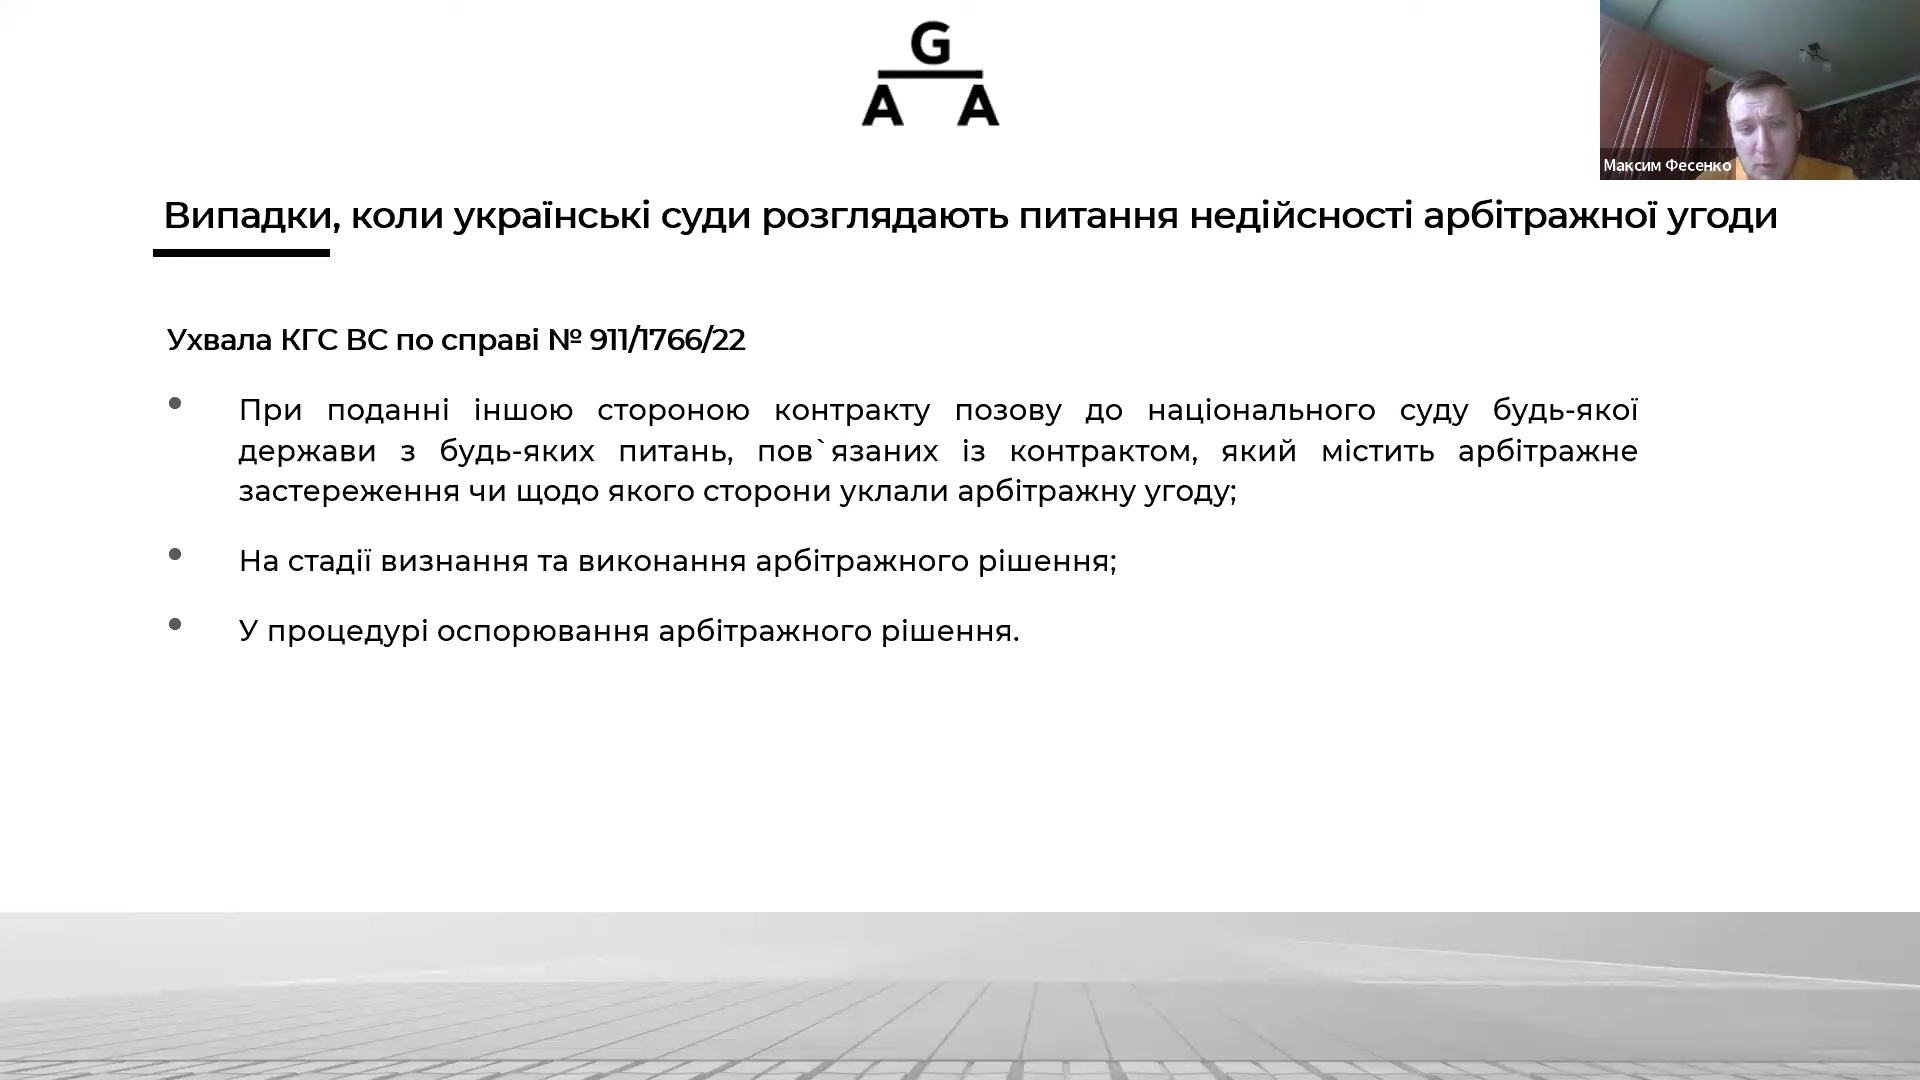 G
A A
Максим Фесенко
Випадки, коли українські суди розглядають питання недійсності арбітражної угоди
Ухвала КГС ВС по справі № 911/1766/22
• При поданні іншою стороною контракту позову до національного суду будь-якої
держави з будь-яких питань, пов`язаних із контрактом, який містить арбітражне
застереження чи щодо якого сторони уклали арбітражну угоду;
• На стадії визнання та виконання арбітражного рішення;
• У процедурі оспорювання арбітражного рішення.